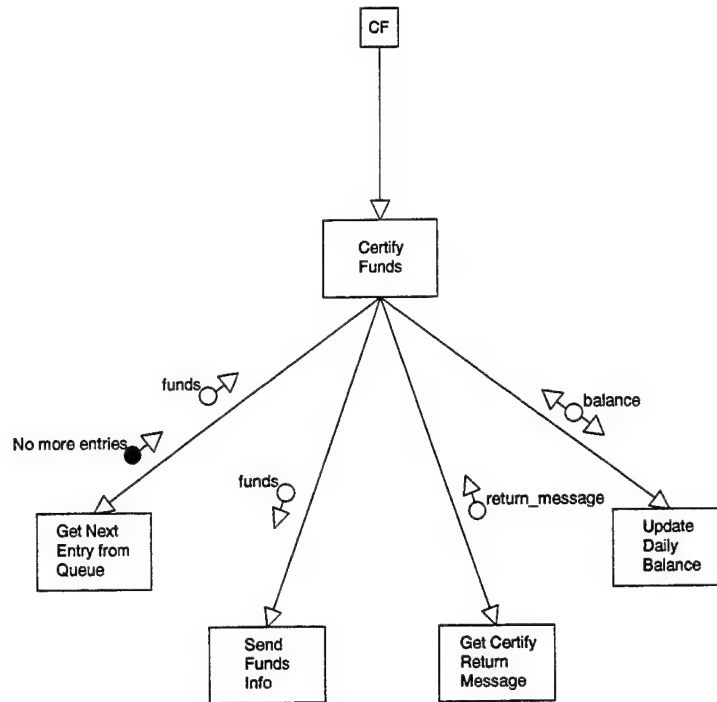 CF
Certify
Funds
funds
balance
No more entries
funds
return_message
Get Next
Entry from
Queue
Update
Daily
Balance
Send
Funds
Info
Get Certify
Return
Message